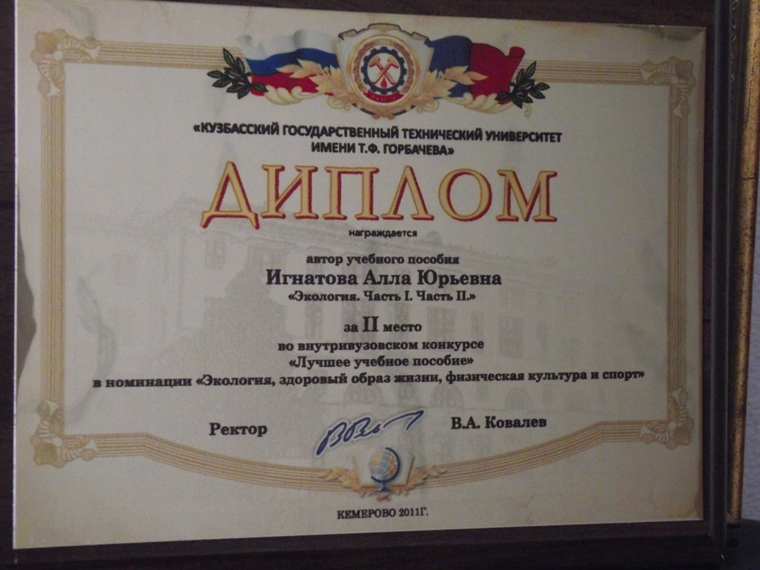 «КУЗБАССКИЙ ГОСУДАРСТВЕННЫЙ ТЕХНИЧЕСКИЙ УНИВЕРСИТЕТ
ИМЕНИ Т.Ф. ГОРБАЧЕВА»
ДИПЛОМ
награждается
автор учебного пособия
Игнатова Алла Юрьевна
«Экология. Часть I. Часть II.»
за II место
во внутривузовском конкурсе
«Лучшее учебное пособие»
в номинации «Экология, здоровый образ жизни, физическая культура и спорт»
Ректор В.А. Ковалев
КЕМЕРОВО 2011Г.